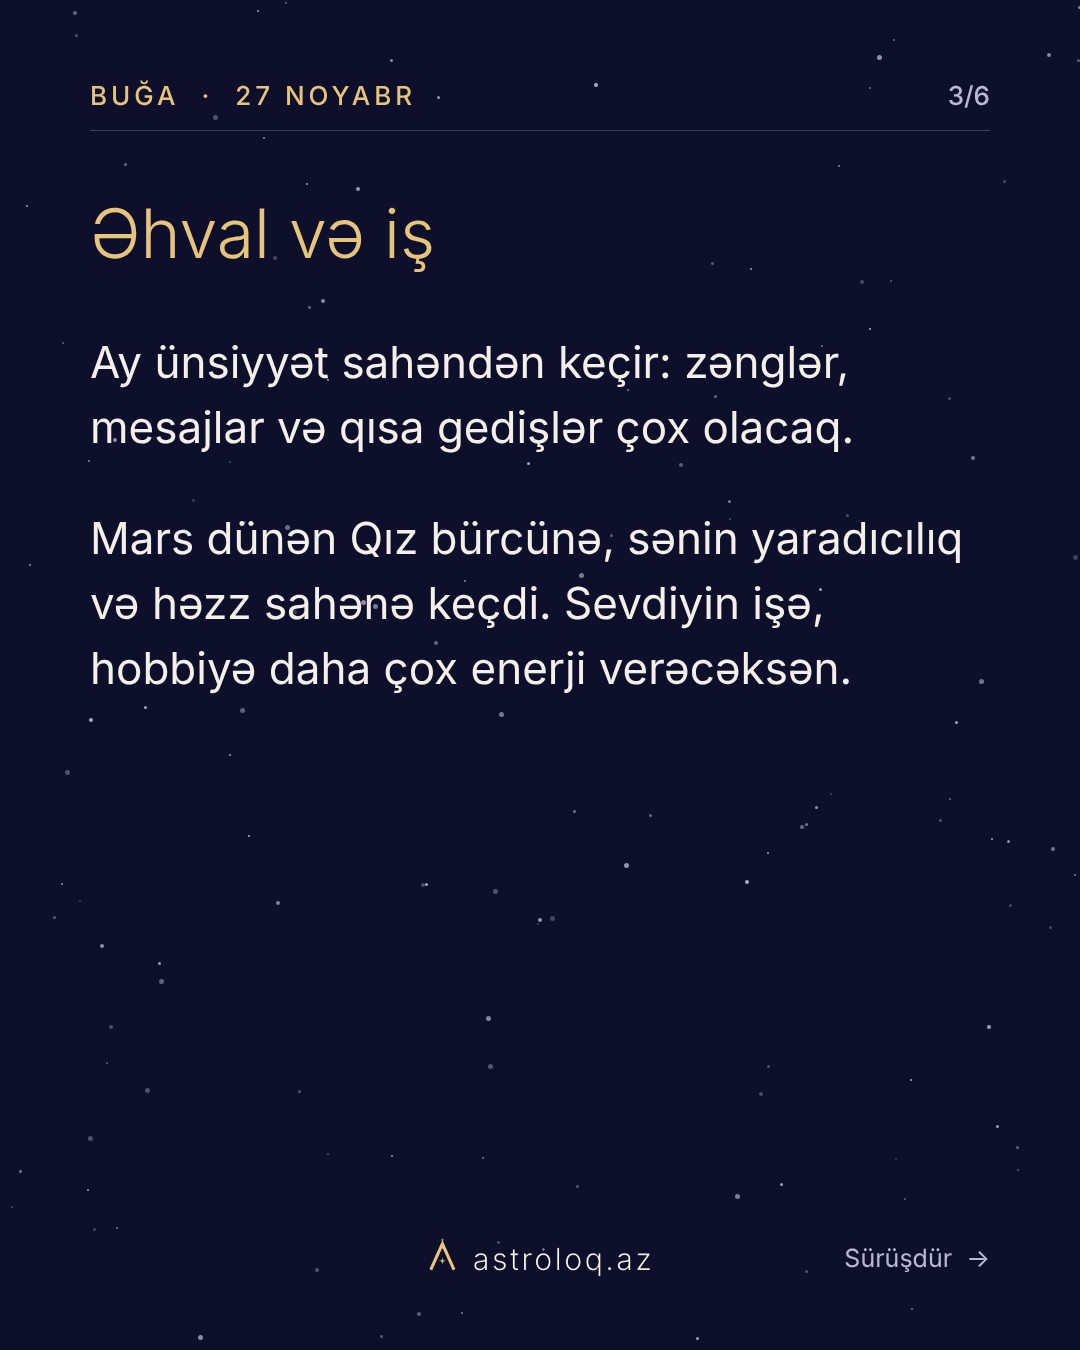 BUĞA · 27 NOYABR
3/6
Əhval və iş
Ay ünsiyyət sahəndən keçir: zənglər,
mesajlar və qısa gedişlər çox olacaq.
Mars dünən Qız bürcünə, sənin yaradıcılıq
və həzz sahənə keçdi. Sevdiyin işə,
hobbiyə daha çox enerji verəcəksən.
astroloq.az
Sürüşdür →